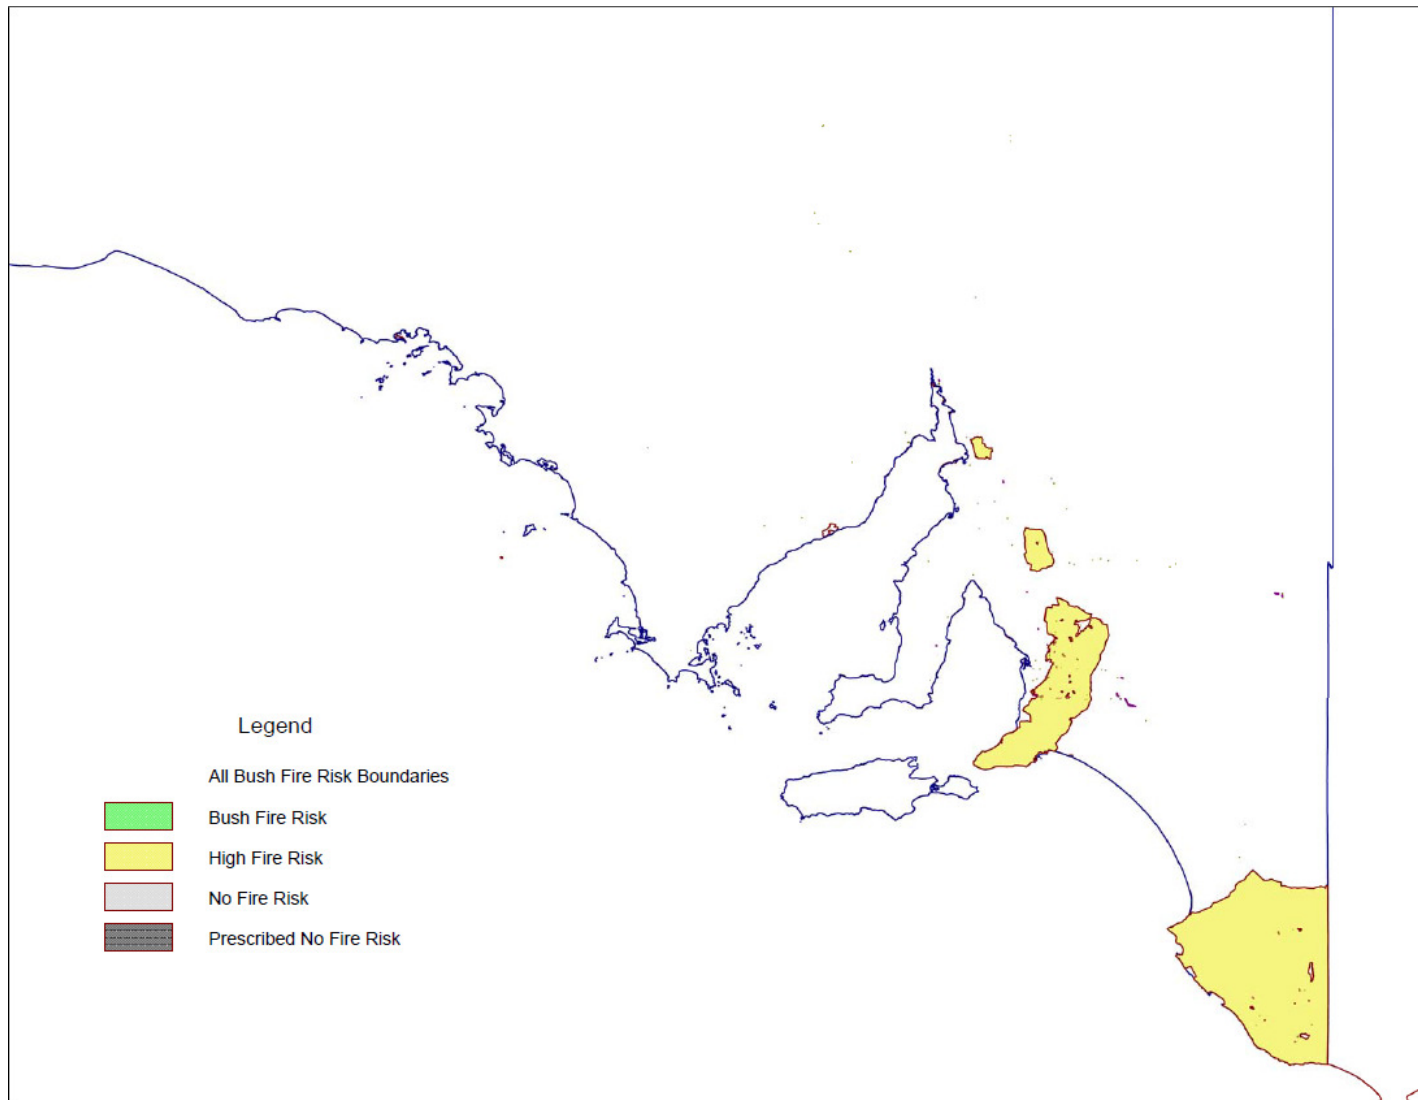 Legend
All Bush Fire Risk Boundaries
Bush Fire Risk
High Fire Risk
No Fire Risk
Prescribed No Fire Risk